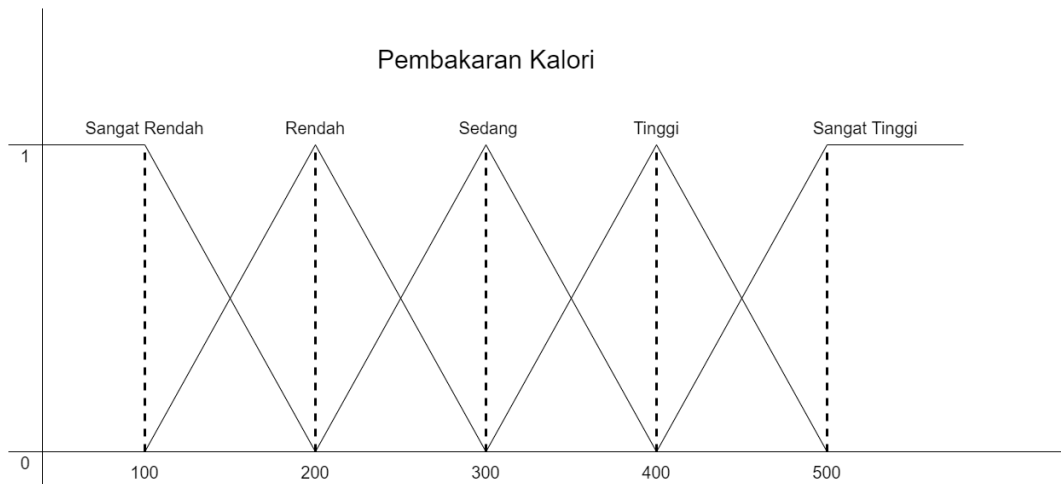 Pembakaran Kalori
Sangat Rendah
Rendah
Sedang
Tinggi
Sangat Tinggi
1
0
100
200
300
400
500